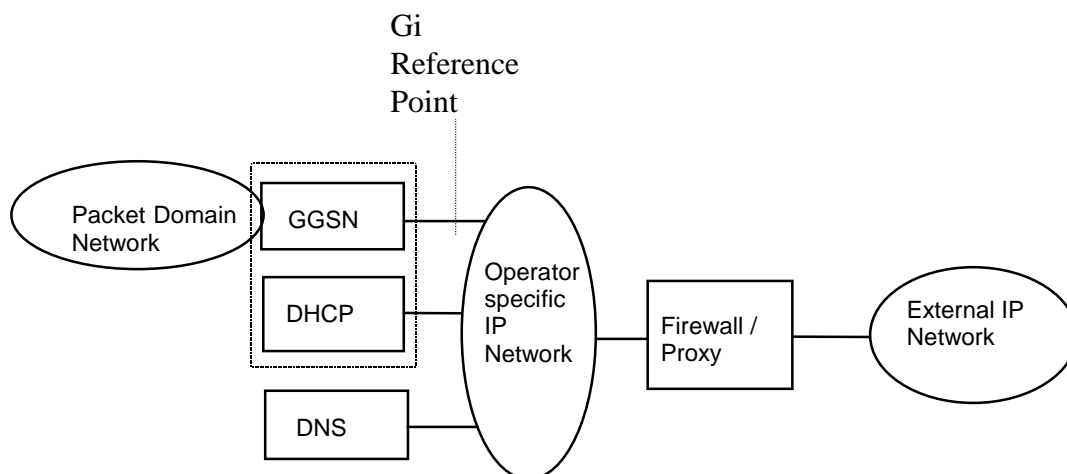 Gi
Reference
Point
Packet Domain
Network
GGSN
DHCP
DNS
Operator
specific
IP
Network
Firewall /
Proxy
External IP
Network